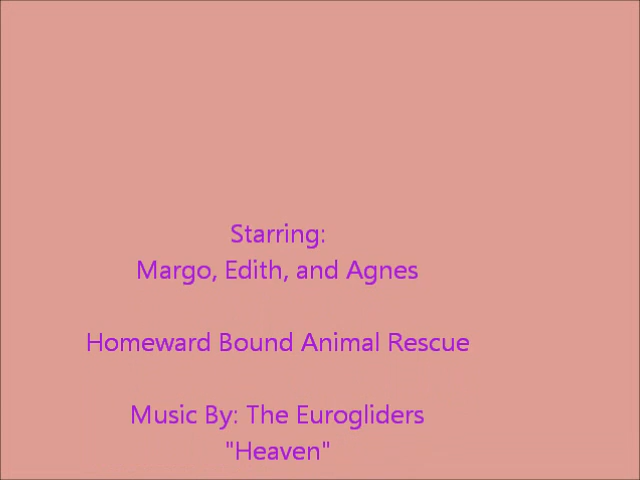 Starring:
Margo, Edith, and Agnes
Homeward Bound Animal Rescue
Music By: The Eurogliders
"Heaven"